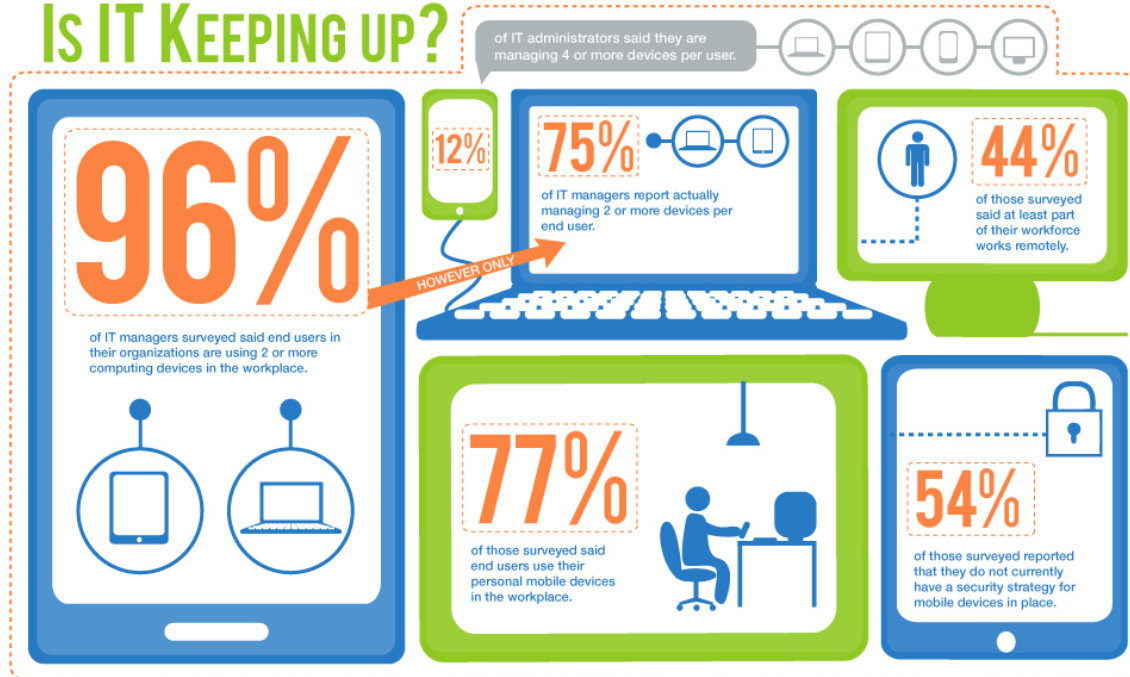 IS IT KEEPING UP?
of IT administrators said they are
managing 4 or more devices per user.
12%
96%
of IT managers surveyed said end users in
their organizations are using 2 or more
computing devices in the workplace.
HOWEVER ONLY
75%
of IT managers report actually
managing 2 or more devices per
end user.
44%
of those surveyed
said at least part
of their workforce
works remotely.
77%
of those surveyed said
end users use their
personal mobile devices
in the workplace.
54%
of those surveyed reported
that they do not currently
have a security strategy for
mobile devices in place.